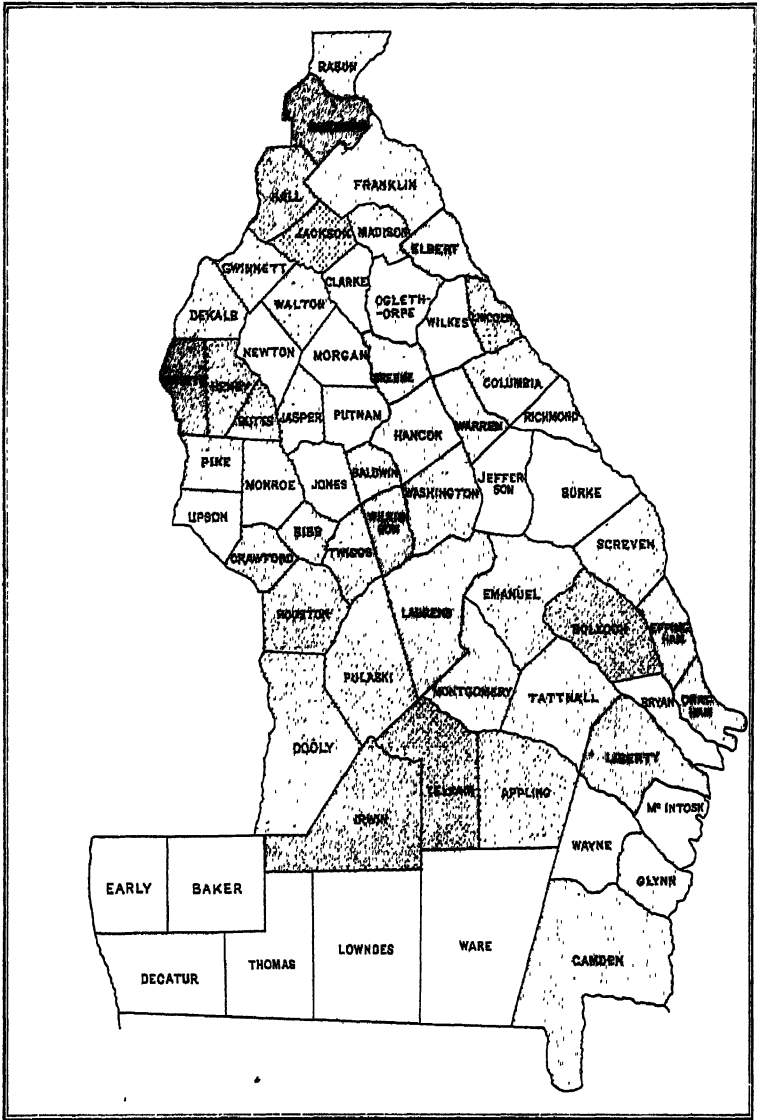 RABUN
FRANKLIN
HALL
JACKSON
MADISON
ELBERT
GWINNETT
CLARKE
OGLETH-
-ORPE
WALTON
WILKES
LINCOLN
DEKALB
NEWTON
MORGAN
GREENE
COLUMBIA
HENRY
BUTTS
JASPER
PUTNAM
HANCOK
WARREN
RICHMOND
PIKE
MONROE
JONES
BALDWIN
WASHINGTON
JEFFER
SON
BURKE
UPSON
BIBB
TWIGGS
WILKIN
SON
CRAWFORD
SCREVEN
HOUSTON
LAURENS
EMANUEL
BULLOCH
EFFING
HAM
PULASKI
MONTGOMERY
TATTNALL
BRYAN
CHAT
HAM
DOOLY
LIBERTY
TELFAIR
APPLING
IRWIN
Mc INTOSH
WAYNE
GLYNN
EARLY
BAKER
LOWNDES
WARE
THOMAS
DECATUR
CAMDEN